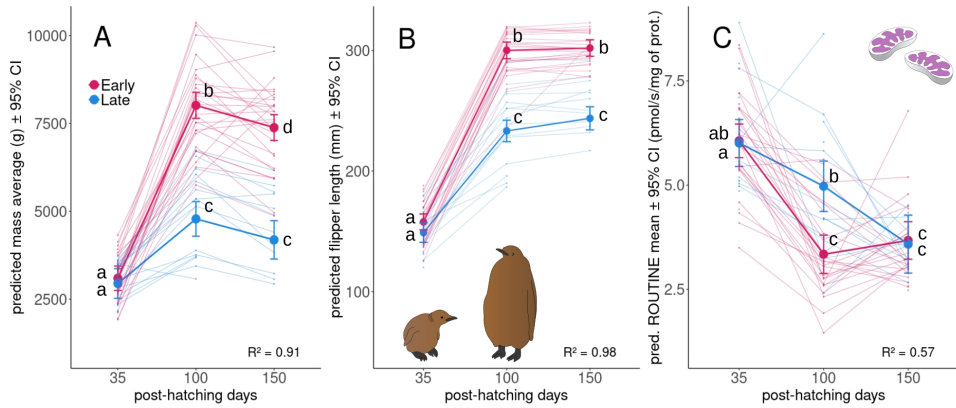 predicted mass average (g) ± 95% CI
A
10000
7500
5000
2500
Early
Late
a
a
b
c
d
c
R² = 0.91
35
100
150
post-hatching days
predicted flipper length (mm) ± 95% CI
B
300
200
100
a
a
b
c
b
c
R² = 0.98
35
100
150
post-hatching days
pred. ROUTINE mean ± 95% CI (pmol/s/mg of prot.)
C
7.5
5.0
2.5
ab
a
b
c
c
c
R² = 0.57
35
100
150
post-hatching days